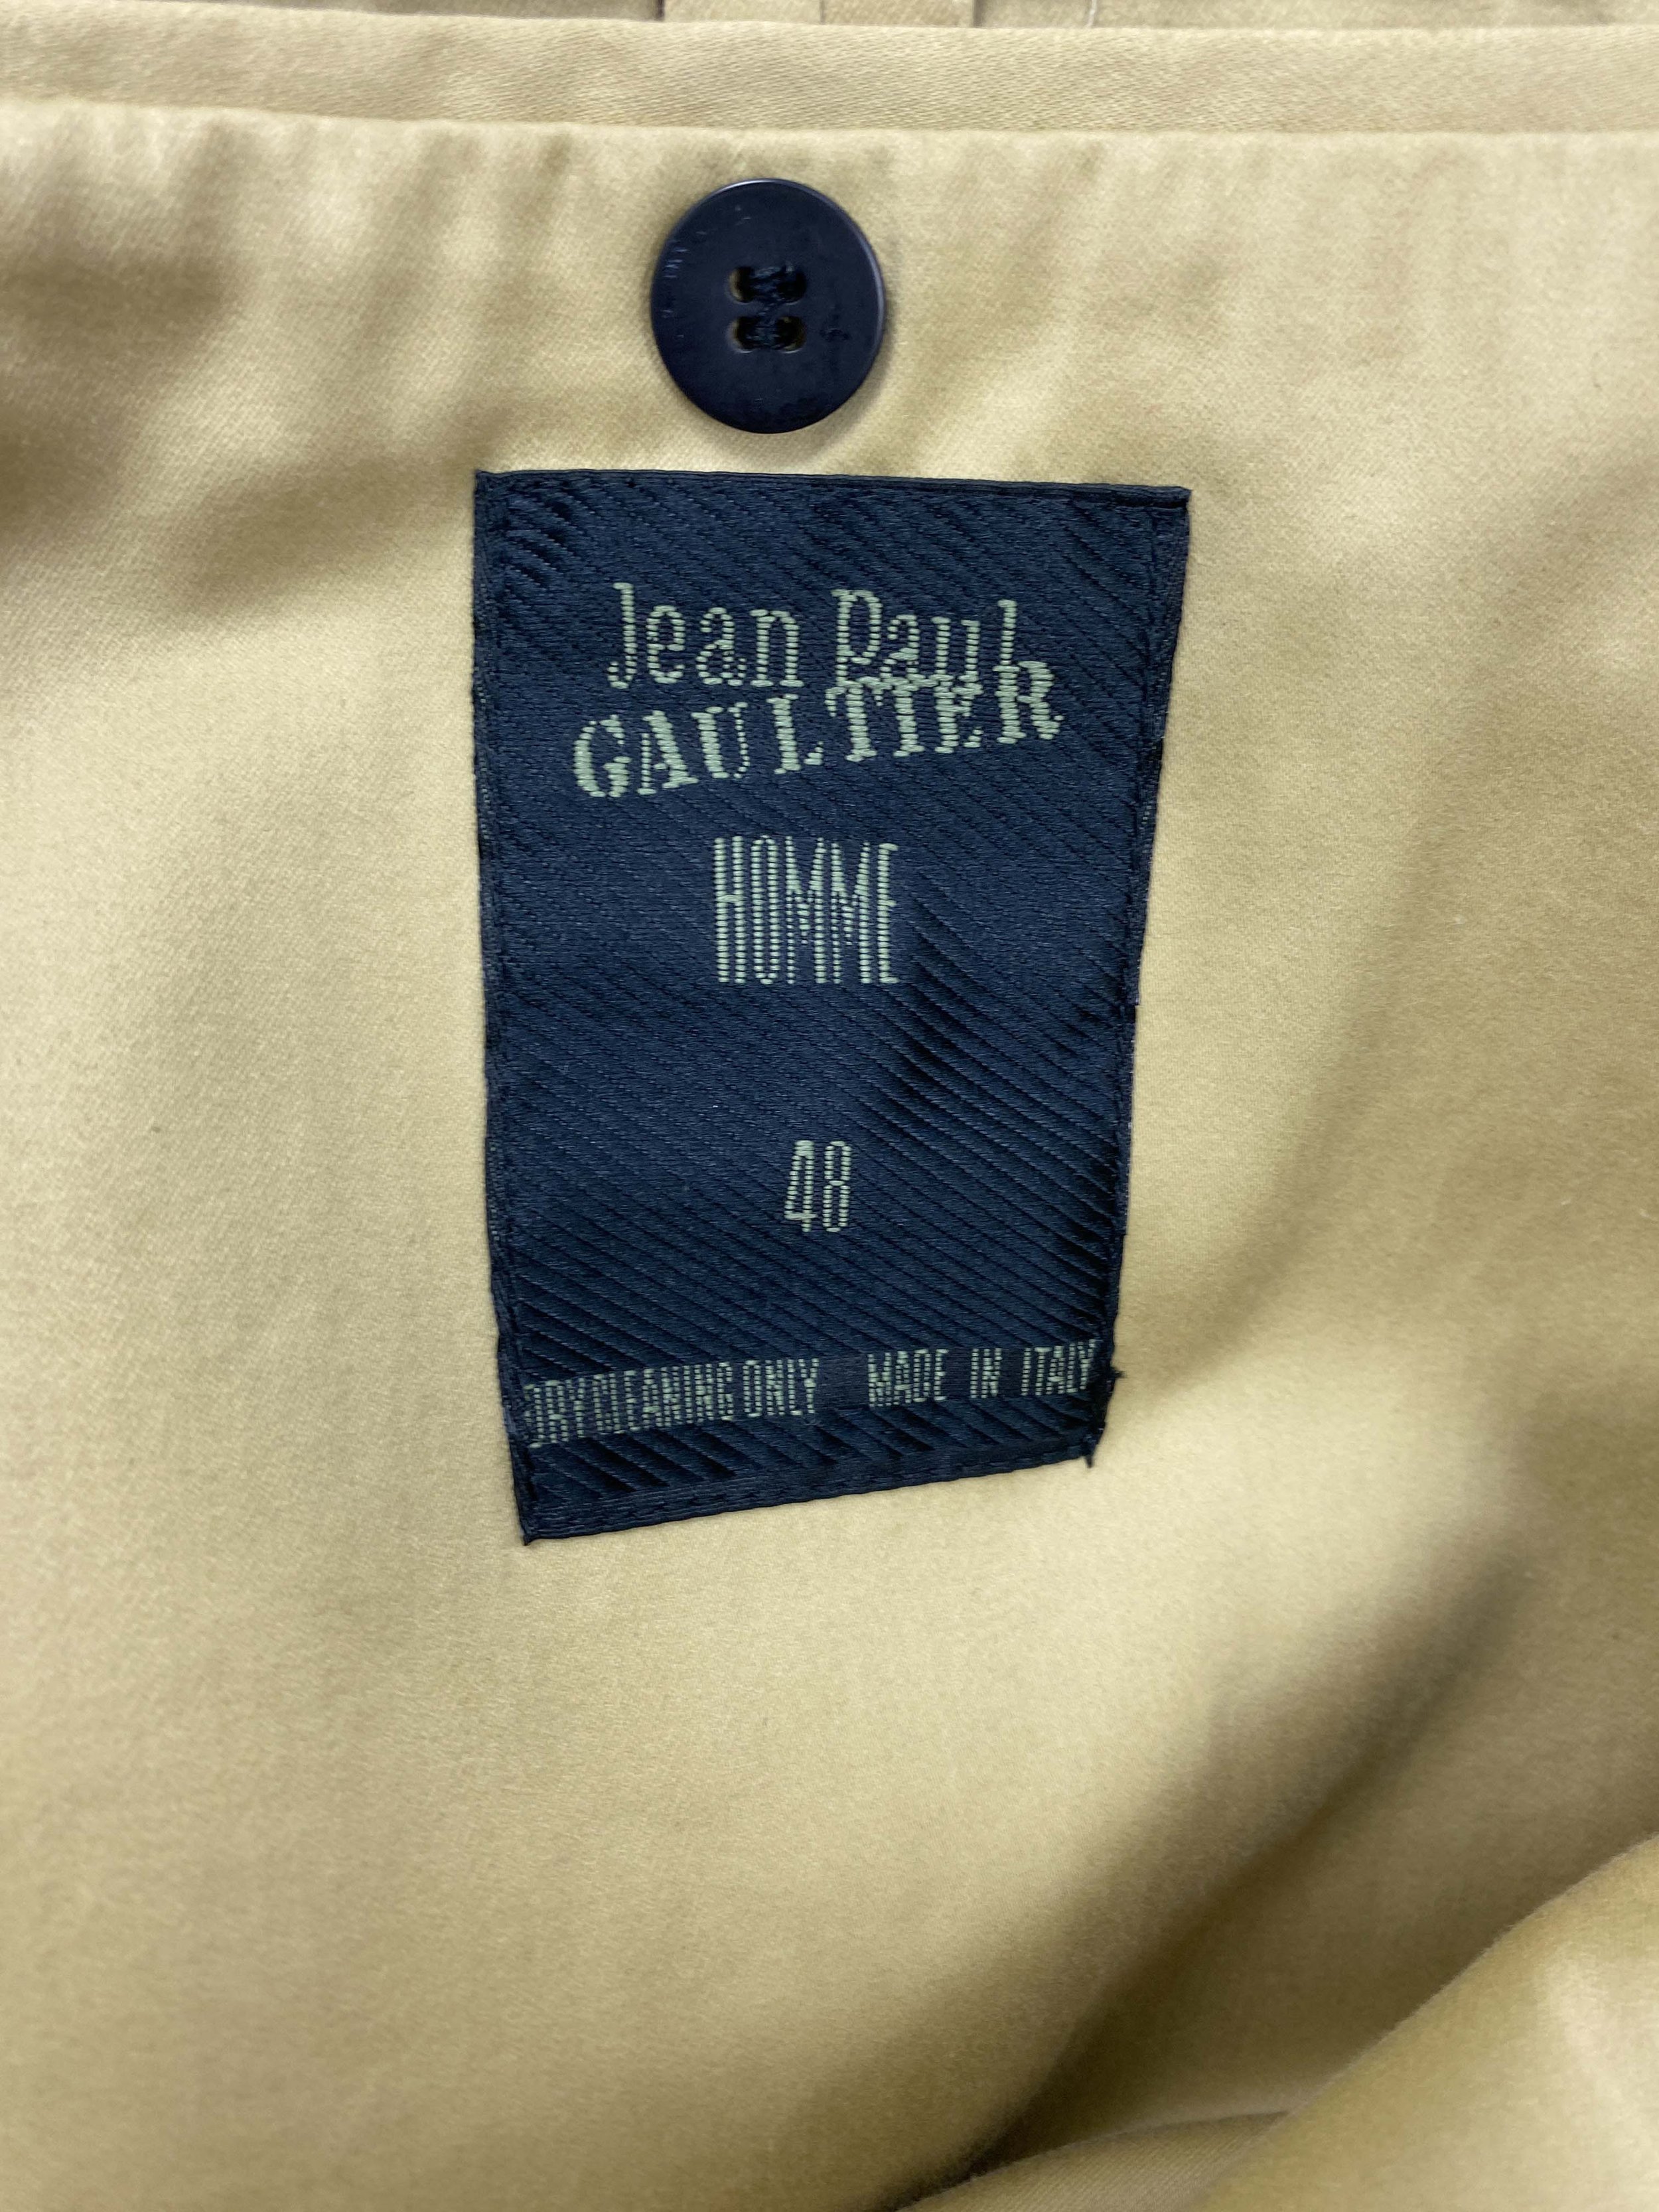 Jean Paul
GAULTIER
HOMME
48
DRYCLEANING ONLY MADE IN ITALY